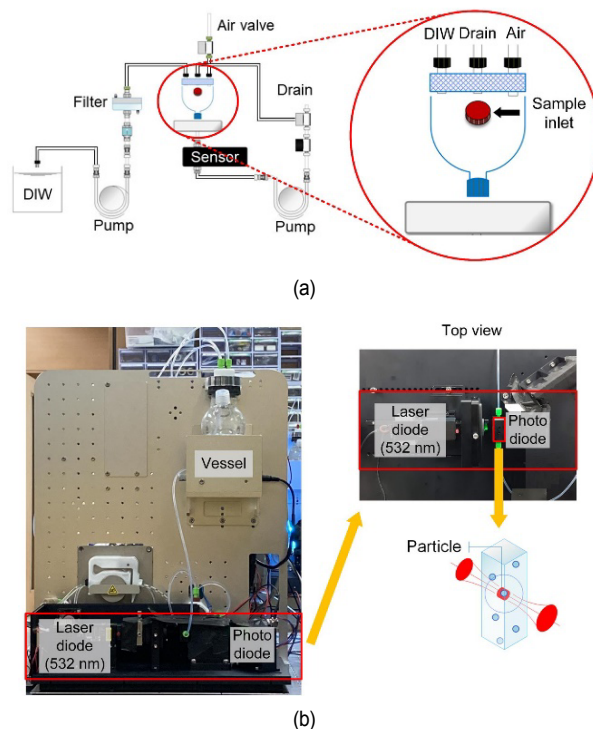 Air valve
Filter
Drain
Sensor
DIW
Pump
Pump
DIW Drain Air
Sample
inlet
(a)
Top view
Vessel
Laser
diode
(532 nm)
Photo
diode
Laser
diode
(532 nm)
Photo
diode
Particle
(b)